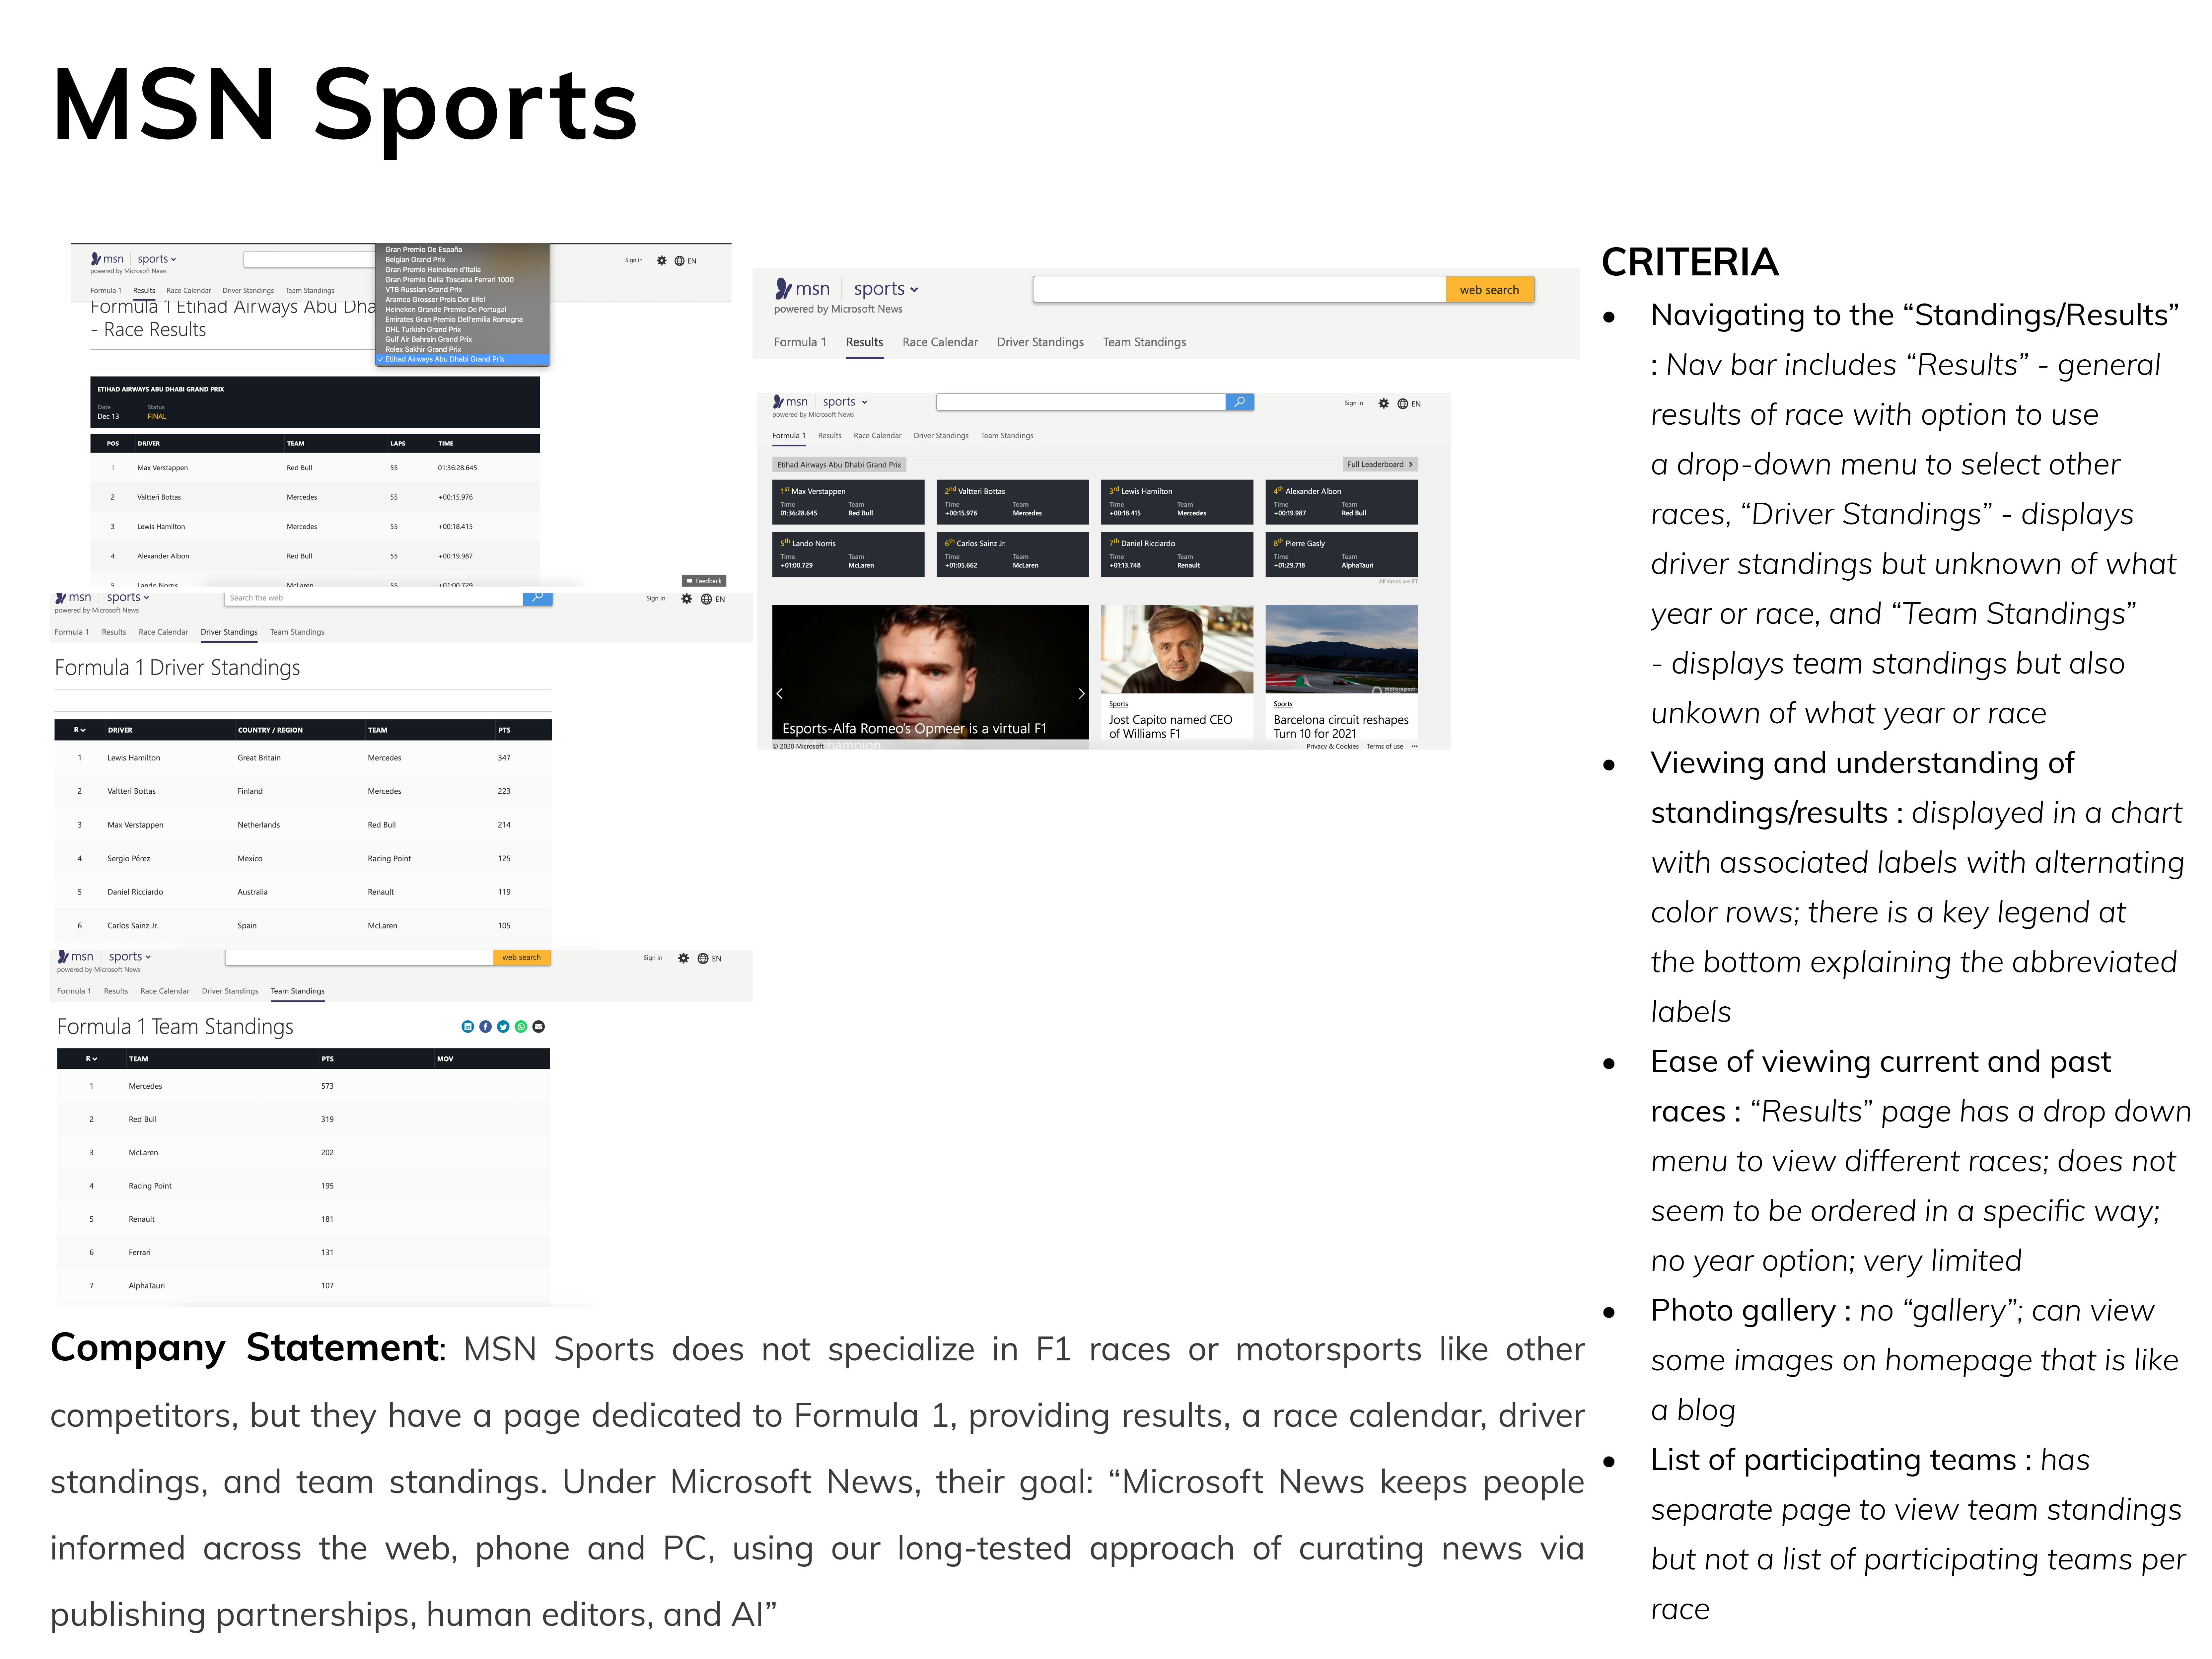 MSN Sports
msn sports
powered by Microsoft News
Sign in EN
Formula 1 Results Race Calendar Driver Standings Team Standings
Gran Premio De España
Belgian Grand Prix
Gran Premio Heineken d'Italia
Gran Premio Della Toscana Ferrari 1000
VTB Russian Grand Prix
Aramco Grosser Preis Der Eifel
Heineken Grande Premio De Portugal
Emirates Gran Premio Dell'emilia Romagna
DHL Turkish Grand Prix
Gulf Air Bahrain Grand Prix
Rolex Sakhir Grand Prix
✓ Etihad Airways Abu Dhabi Grand Prix
Formula 1 Etihad Airways Abu Dha
- Race Results
ETIHAD AIRWAYS ABU DHABI GRAND PRIX
Date Status
Dec 13 FINAL
POS DRIVER TEAM LAPS TIME
1 Max Verstappen Red Bull 55 01:36:28.645
2 Valtteri Bottas Mercedes 55 +00:15.976
3 Lewis Hamilton Mercedes 55 +00:18.415
4 Alexander Albon Red Bull 55 +00:19.987
5 Lando Norris McLaren 55 +01:00.729
Feedback
msn sports
powered by Microsoft News
Search the web
Sign in EN
Formula 1 Results Race Calendar Driver Standings Team Standings
Formula 1 Driver Standings
R DRIVER COUNTRY / REGION TEAM PTS
1 Lewis Hamilton Great Britain Mercedes 347
2 Valtteri Bottas Finland Mercedes 223
3 Max Verstappen Netherlands Red Bull 214
4 Sergio Pérez Mexico Racing Point 125
5 Daniel Ricciardo Australia Renault 119
6 Carlos Sainz Jr. Spain McLaren 105
msn sports
powered by Microsoft News
web search
Sign in EN
Formula 1 Results Race Calendar Driver Standings Team Standings
Formula 1 Team Standings
R TEAM PTS MOV
1 Mercedes 573
2 Red Bull 319
3 McLaren 202
4 Racing Point 195
5 Renault 181
6 Ferrari 131
7 AlphaTauri 107
msn sports
web search
powered by Microsoft News
Formula 1 Results Race Calendar Driver Standings Team Standings
msn sports
powered by Microsoft News
Sign in EN
Formula 1 Results Race Calendar Driver Standings Team Standings
Etihad Airways Abu Dhabi Grand Prix Full Leaderboard >
1st Max Verstappen 2nd Valtteri Bottas 3rd Lewis Hamilton 4th Alexander Albon
Time Team Time Team Time Team Time Team
01:36:28.645 Red Bull +00:15.976 Mercedes +00:18.415 Mercedes +00:19.987 Red Bull
5th Lando Norris 6th Carlos Sainz Jr. 7th Daniel Ricciardo 8th Pierre Gasly
Time Team Time Team Time Team Time Team
+01:00.729 McLaren +01:05.662 McLaren +01:13.748 Renault +01:29.718 AlphaTauri
All times are ET
motorsport
Esports-Alfa Romeo's Opmeer is a virtual F1
champion
Sports
Jost Capito named CEO
of Williams F1
Sports
Barcelona circuit reshapes
Turn 10 for 2021
© 2020 Microsoft Privacy & Cookies Terms of use ···
CRITERIA
● Navigating to the “Standings/Results”
: Nav bar includes “Results” - general
results of race with option to use
a drop-down menu to select other
races, “Driver Standings” - displays
driver standings but unknown of what
year or race, and “Team Standings”
- displays team standings but also
unkown of what year or race
● Viewing and understanding of
standings/results : displayed in a chart
with associated labels with alternating
color rows; there is a key legend at
the bottom explaining the abbreviated
labels
● Ease of viewing current and past
races : “Results” page has a drop down
menu to view different races; does not
seem to be ordered in a specific way;
no year option; very limited
● Photo gallery : no “gallery”; can view
some images on homepage that is like
a blog
● List of participating teams : has
separate page to view team standings
but not a list of participating teams per
race
Company Statement: MSN Sports does not specialize in F1 races or motorsports like other
competitors, but they have a page dedicated to Formula 1, providing results, a race calendar, driver
standings, and team standings. Under Microsoft News, their goal: “Microsoft News keeps people
informed across the web, phone and PC, using our long-tested approach of curating news via
publishing partnerships, human editors, and AI”